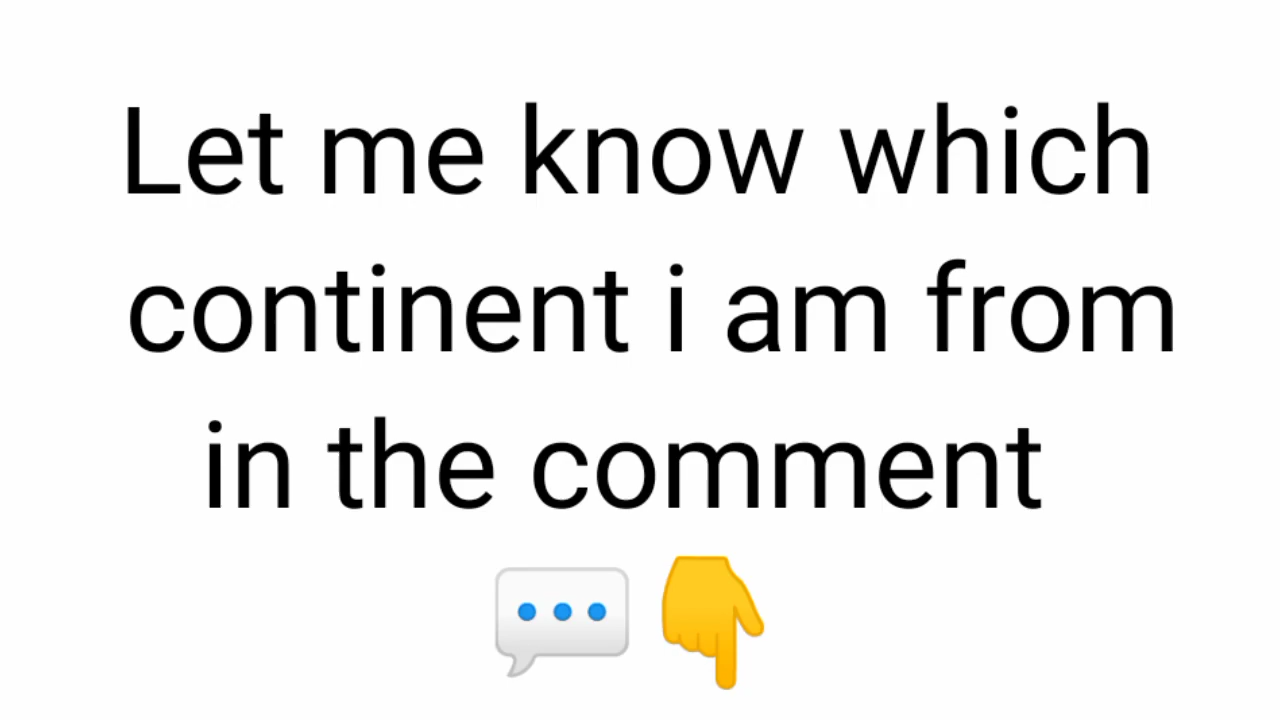 Let me know which
continent i am from
in the comment
💬👇